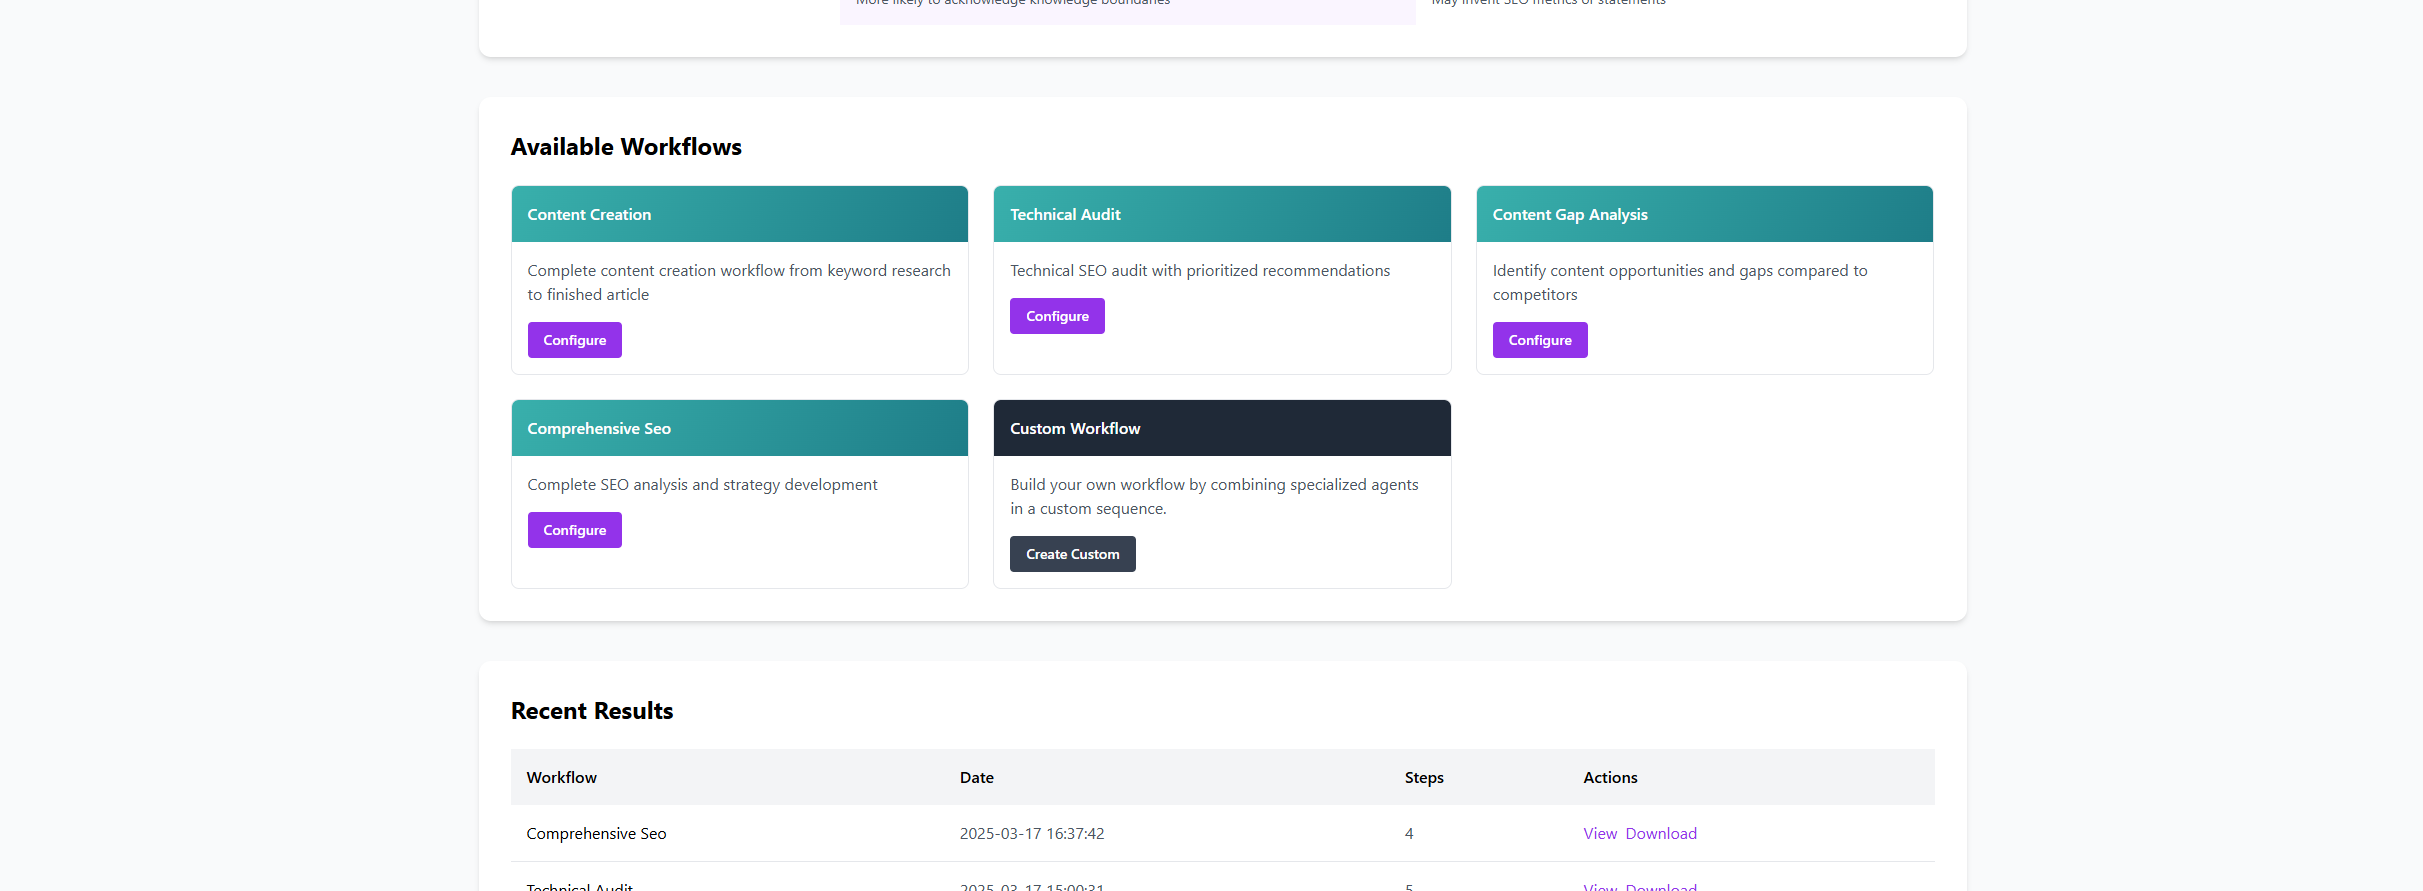 More likely to acknowledge knowledge boundaries
May invent SEO metrics or statements
Available Workflows
Content Creation
Complete content creation workflow from keyword research
to finished article
Configure
Technical Audit
Technical SEO audit with prioritized recommendations
Configure
Content Gap Analysis
Identify content opportunities and gaps compared to
competitors
Configure
Comprehensive Seo
Complete SEO analysis and strategy development
Configure
Custom Workflow
Build your own workflow by combining specialized agents
in a custom sequence.
Create Custom
Recent Results
Workflow Date Steps Actions
Comprehensive Seo 2025-03-17 16:37:42 4 View Download
Technical Audit 2025-03-17 15:00:31 5 View Download